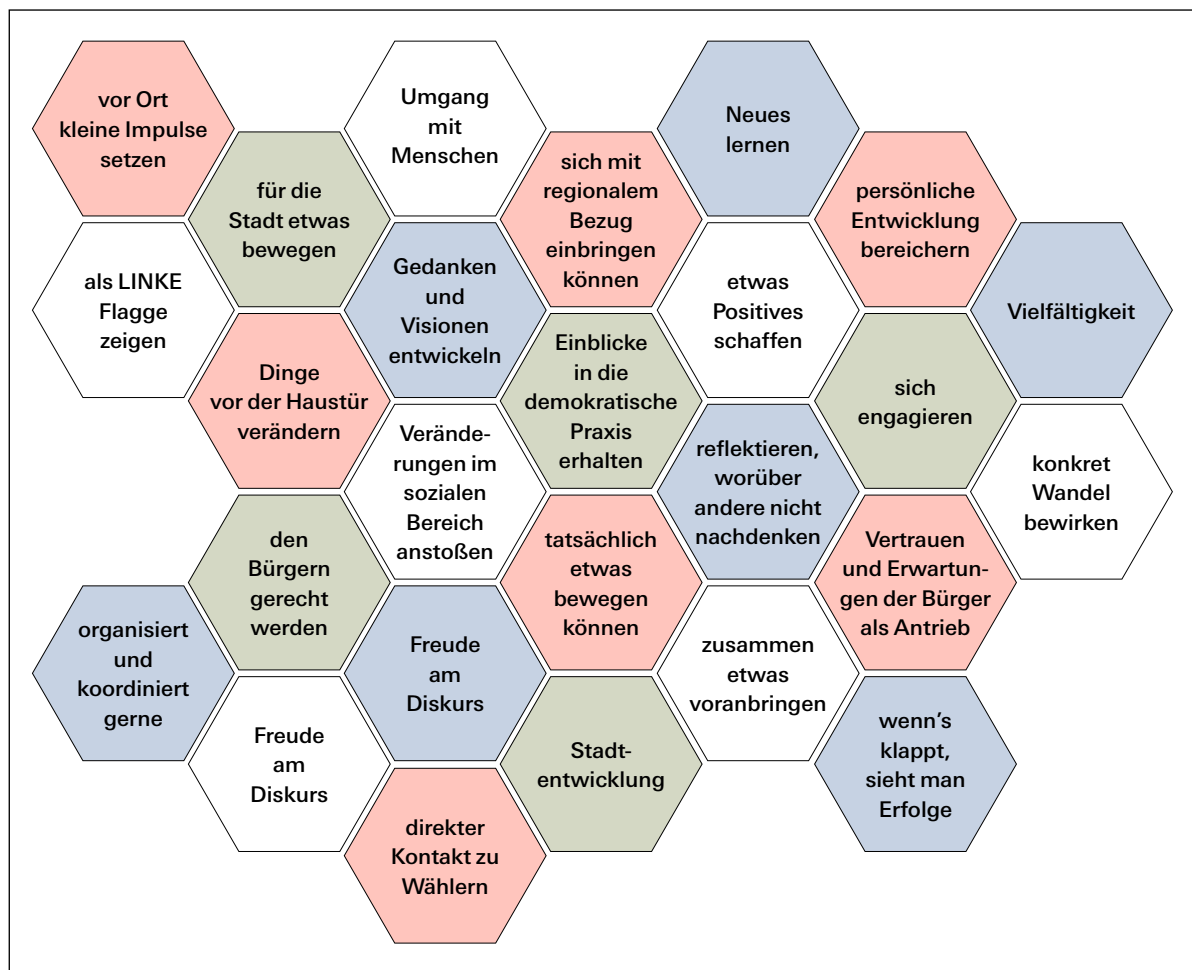 vor Ort
kleine Impulse
setzen
Umgang
mit
Menschen
Neues
lernen
für die
Stadt etwas
bewegen
sich mit
regionalem
Bezug
einbringen
können
persönliche
Entwicklung
bereichern
als LINKE
Flagge
zeigen
Gedanken
und
Visionen
entwickeln
etwas
Positives
schaffen
Vielfältigkeit
Dinge
vor der Haustür
verändern
Einblicke
in die
demokratische
Praxis
erhalten
sich
engagieren
Verände-
rungen im
sozialen
Bereich
anstoßen
reflektieren,
worüber
andere nicht
nachdenken
konkret
Wandel
bewirken
den
Bürgern
gerecht
werden
tatsächlich
etwas
bewegen
können
Vertrauen
und Erwartun-
gen der Bürger
als Antrieb
organisiert
und
koordiniert
gerne
Freude
am
Diskurs
zusammen
etwas
voranbringen
Freude
am
Diskurs
Stadt-
entwicklung
wenn’s
klappt,
sieht man
Erfolge
direkter
Kontakt zu
Wählern